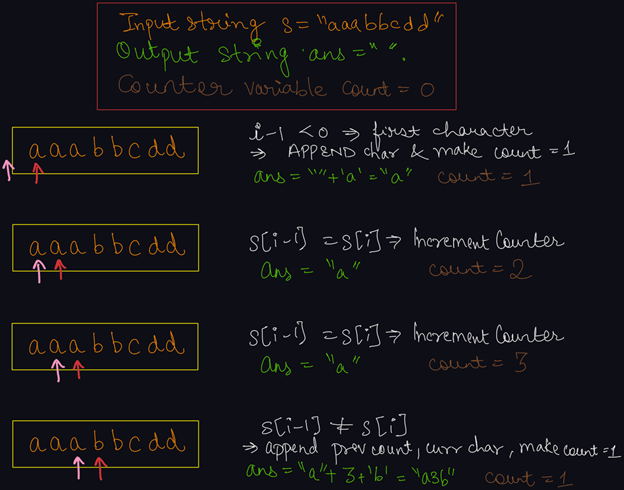 Input string s = "aaabbcdd"
Output string ans = " ".
Counter variable count = 0
aaabbcdd
i-1 < 0 ⇒ first character
⇒ APPEND char & make count = 1
ans = "" + 'a' = "a" count = 1
aaabbcdd
s[i-1] = s[i] ⇒ Increment Counter
ans = "a" count = 2
aaabbcdd
s[i-1] = s[i] ⇒ Increment Counter
ans = "a" count = 3
aaabbcdd
s[i-1] ≠ s[i]
⇒ append prev count, curr char, make count = 1
ans = "a" + 3 + 'b' = "a3b" count = 1